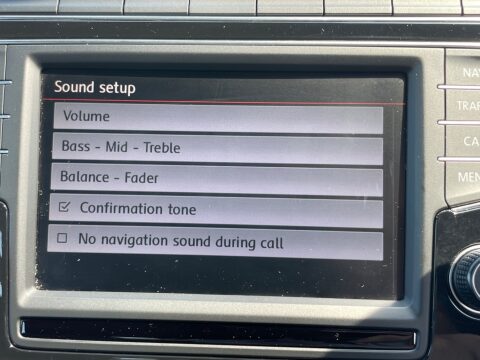 Sound setup
Volume
Bass - Mid - Treble
Balance - Fader
Confirmation tone
No navigation sound during call